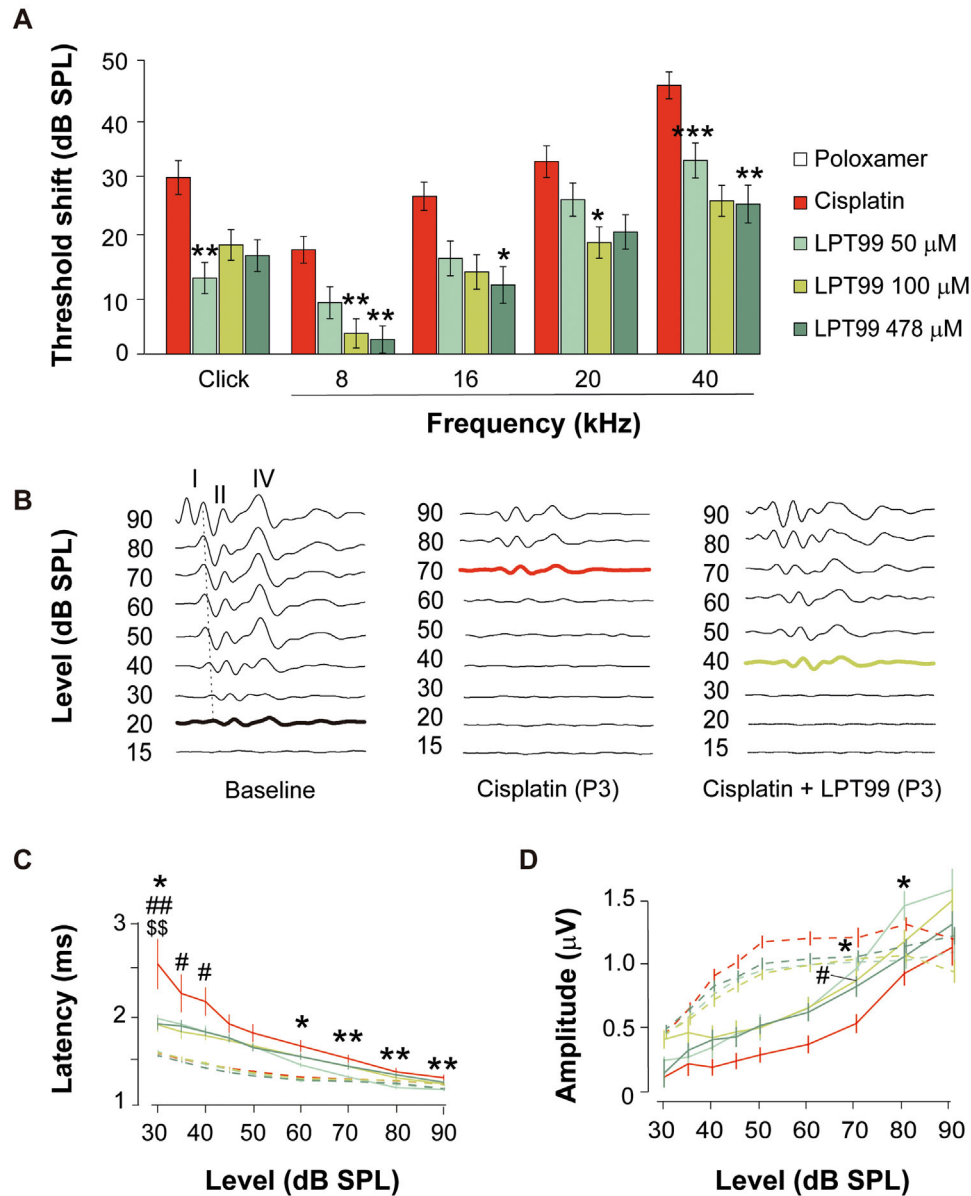 A
Threshold shift (dB SPL)
50
40
30
20
10
0
**
**
**
*
*
***
**
Click
8
16
20
40
Frequency (kHz)
Poloxamer
Cisplatin
LPT99 50 μM
LPT99 100 μM
LPT99 478 μM
B
Level (dB SPL)
I
II
IV
90
80
70
60
50
40
30
20
15
Baseline
90
80
70
60
50
40
30
20
15
Cisplatin (P3)
90
80
70
60
50
40
30
20
15
Cisplatin + LPT99 (P3)
C
Latency (ms)
3
2
1
*
##
$$
#
#
*
**
**
**
30 40 50 60 70 80 90
Level (dB SPL)
D
Amplitude (μV)
1.5
1.0
0.5
0
*
*
#
30 40 50 60 70 80 90
Level (dB SPL)